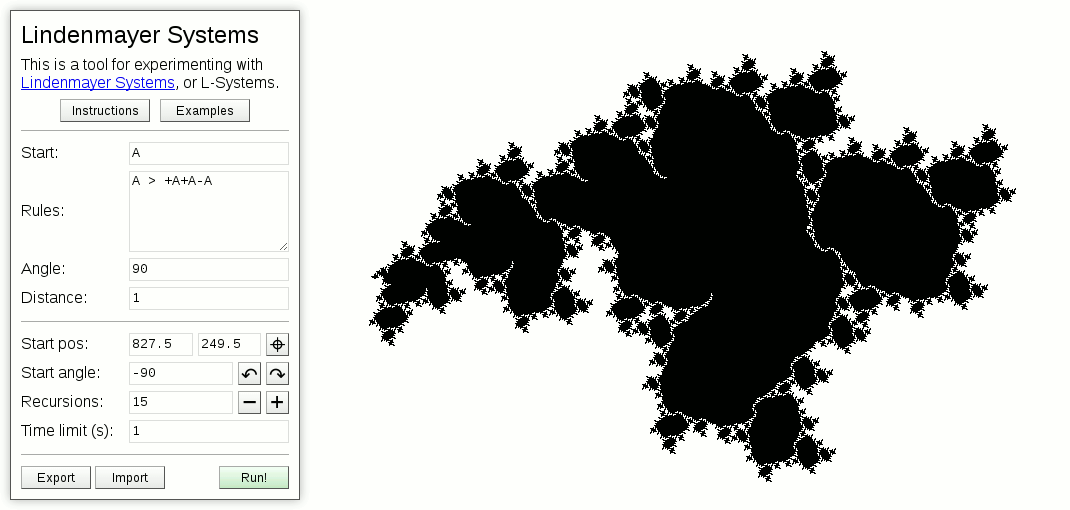 Lindenmayer Systems
This is a tool for experimenting with
Lindenmayer Systems, or L-Systems.
Instructions Examples
Start: A
Rules: A > +A+A-A
Angle: 90
Distance: 1
Start pos: 827.5 249.5
Start angle: -90
Recursions: 15
Time limit (s): 1
Export Import Run!